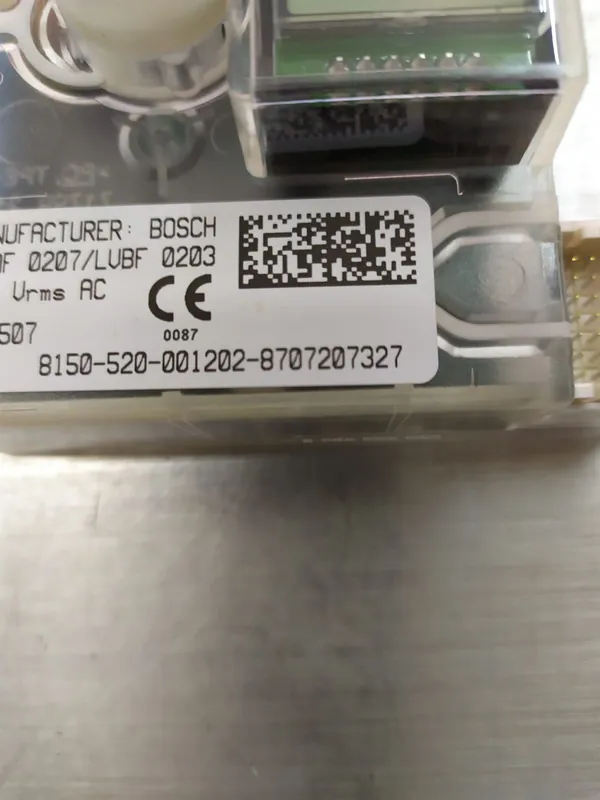 NUFACTURER: BOSCH
0207/LVBF 0203
Vrms AC
CE
0087
507
8150-520-001202-8707207327